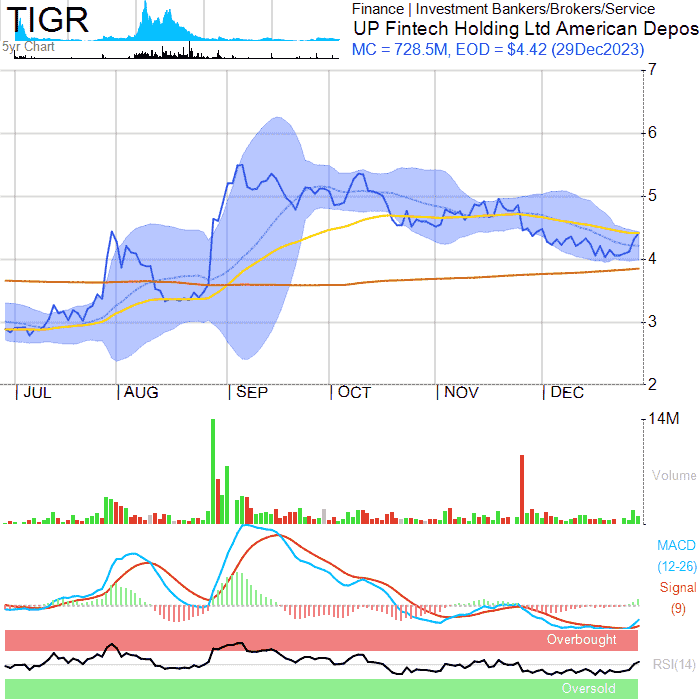 TIGR
5yr Chart
Finance | Investment Bankers/Brokers/Service
UP Fintech Holding Ltd American Depos
MC = 728.5M, EOD = $4.42 (29Dec2023)
7
6
5
4
3
2
JUL AUG SEP OCT NOV DEC
14M
Volume
MACD
(12-26)
Signal
(9)
Overbought
RSI(14)
Oversold